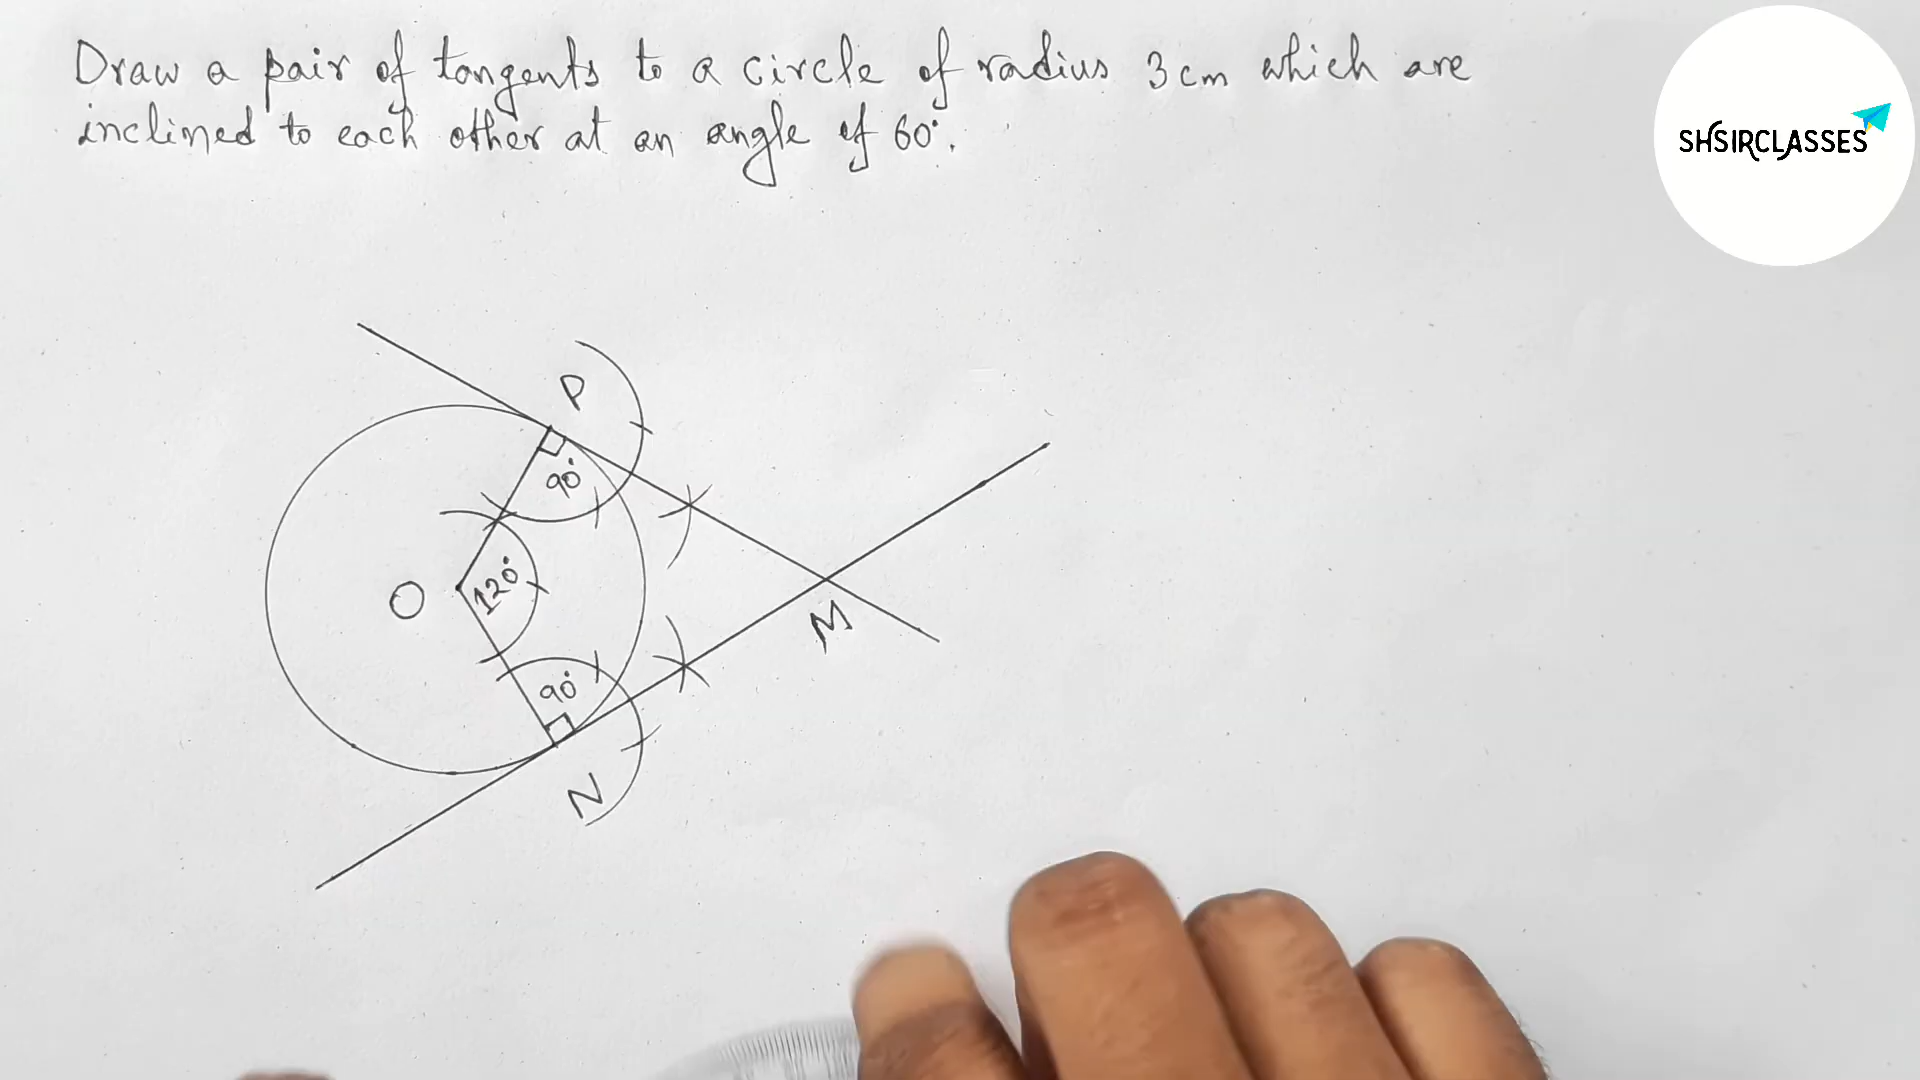 Draw a pair of tangents to a circle of radius 3 cm which are
inclined to each other at an angle of 60°.
SHSIRCLASSES
P
90°
O
120°
M
90°
N